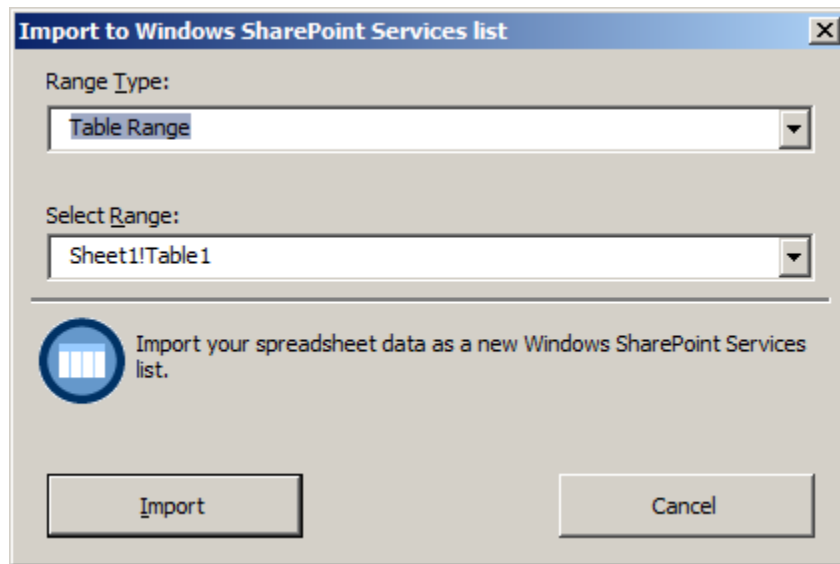 Import to Windows SharePoint Services list
Range Type:
Table Range
Select Range:
Sheet1!Table1
Import your spreadsheet data as a new Windows SharePoint Services
list.
Import
Cancel